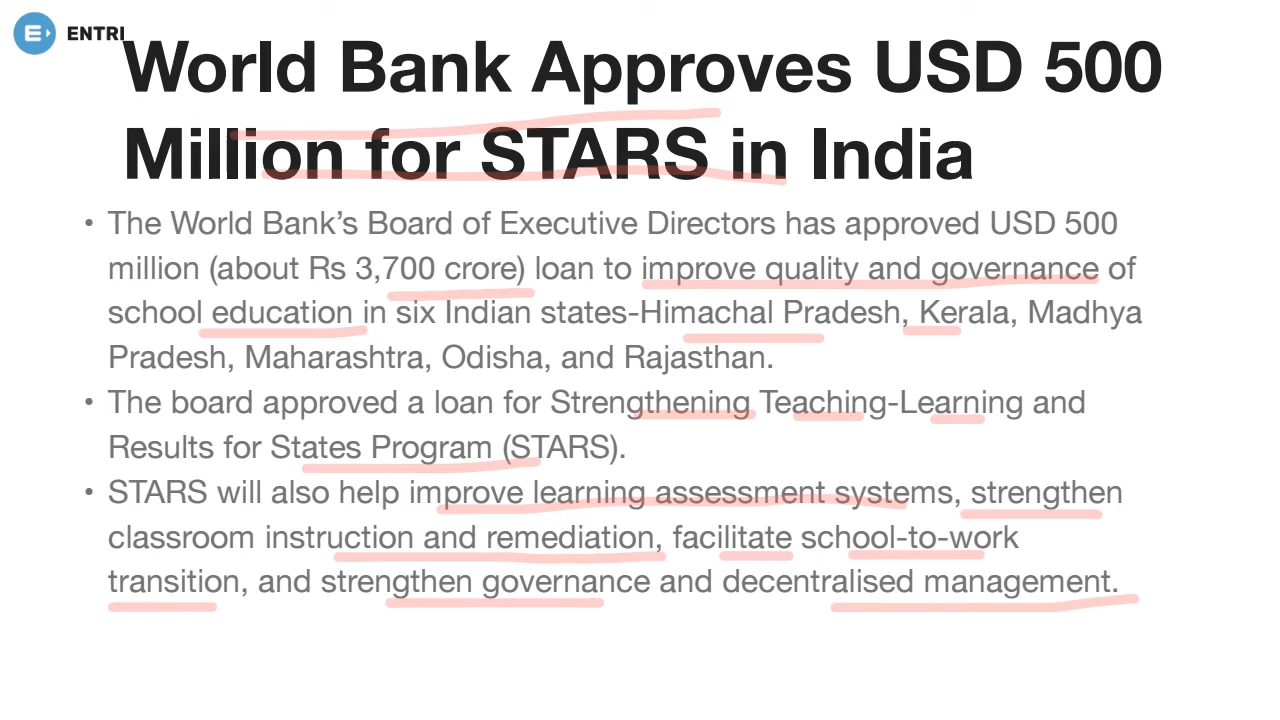 ENTRI
World Bank Approves USD 500
Million for STARS in India
• The World Bank’s Board of Executive Directors has approved USD 500
million (about Rs 3,700 crore) loan to improve quality and governance of
school education in six Indian states-Himachal Pradesh, Kerala, Madhya
Pradesh, Maharashtra, Odisha, and Rajasthan.
• The board approved a loan for Strengthening Teaching-Learning and
Results for States Program (STARS).
• STARS will also help improve learning assessment systems, strengthen
classroom instruction and remediation, facilitate school-to-work
transition, and strengthen governance and decentralised management.